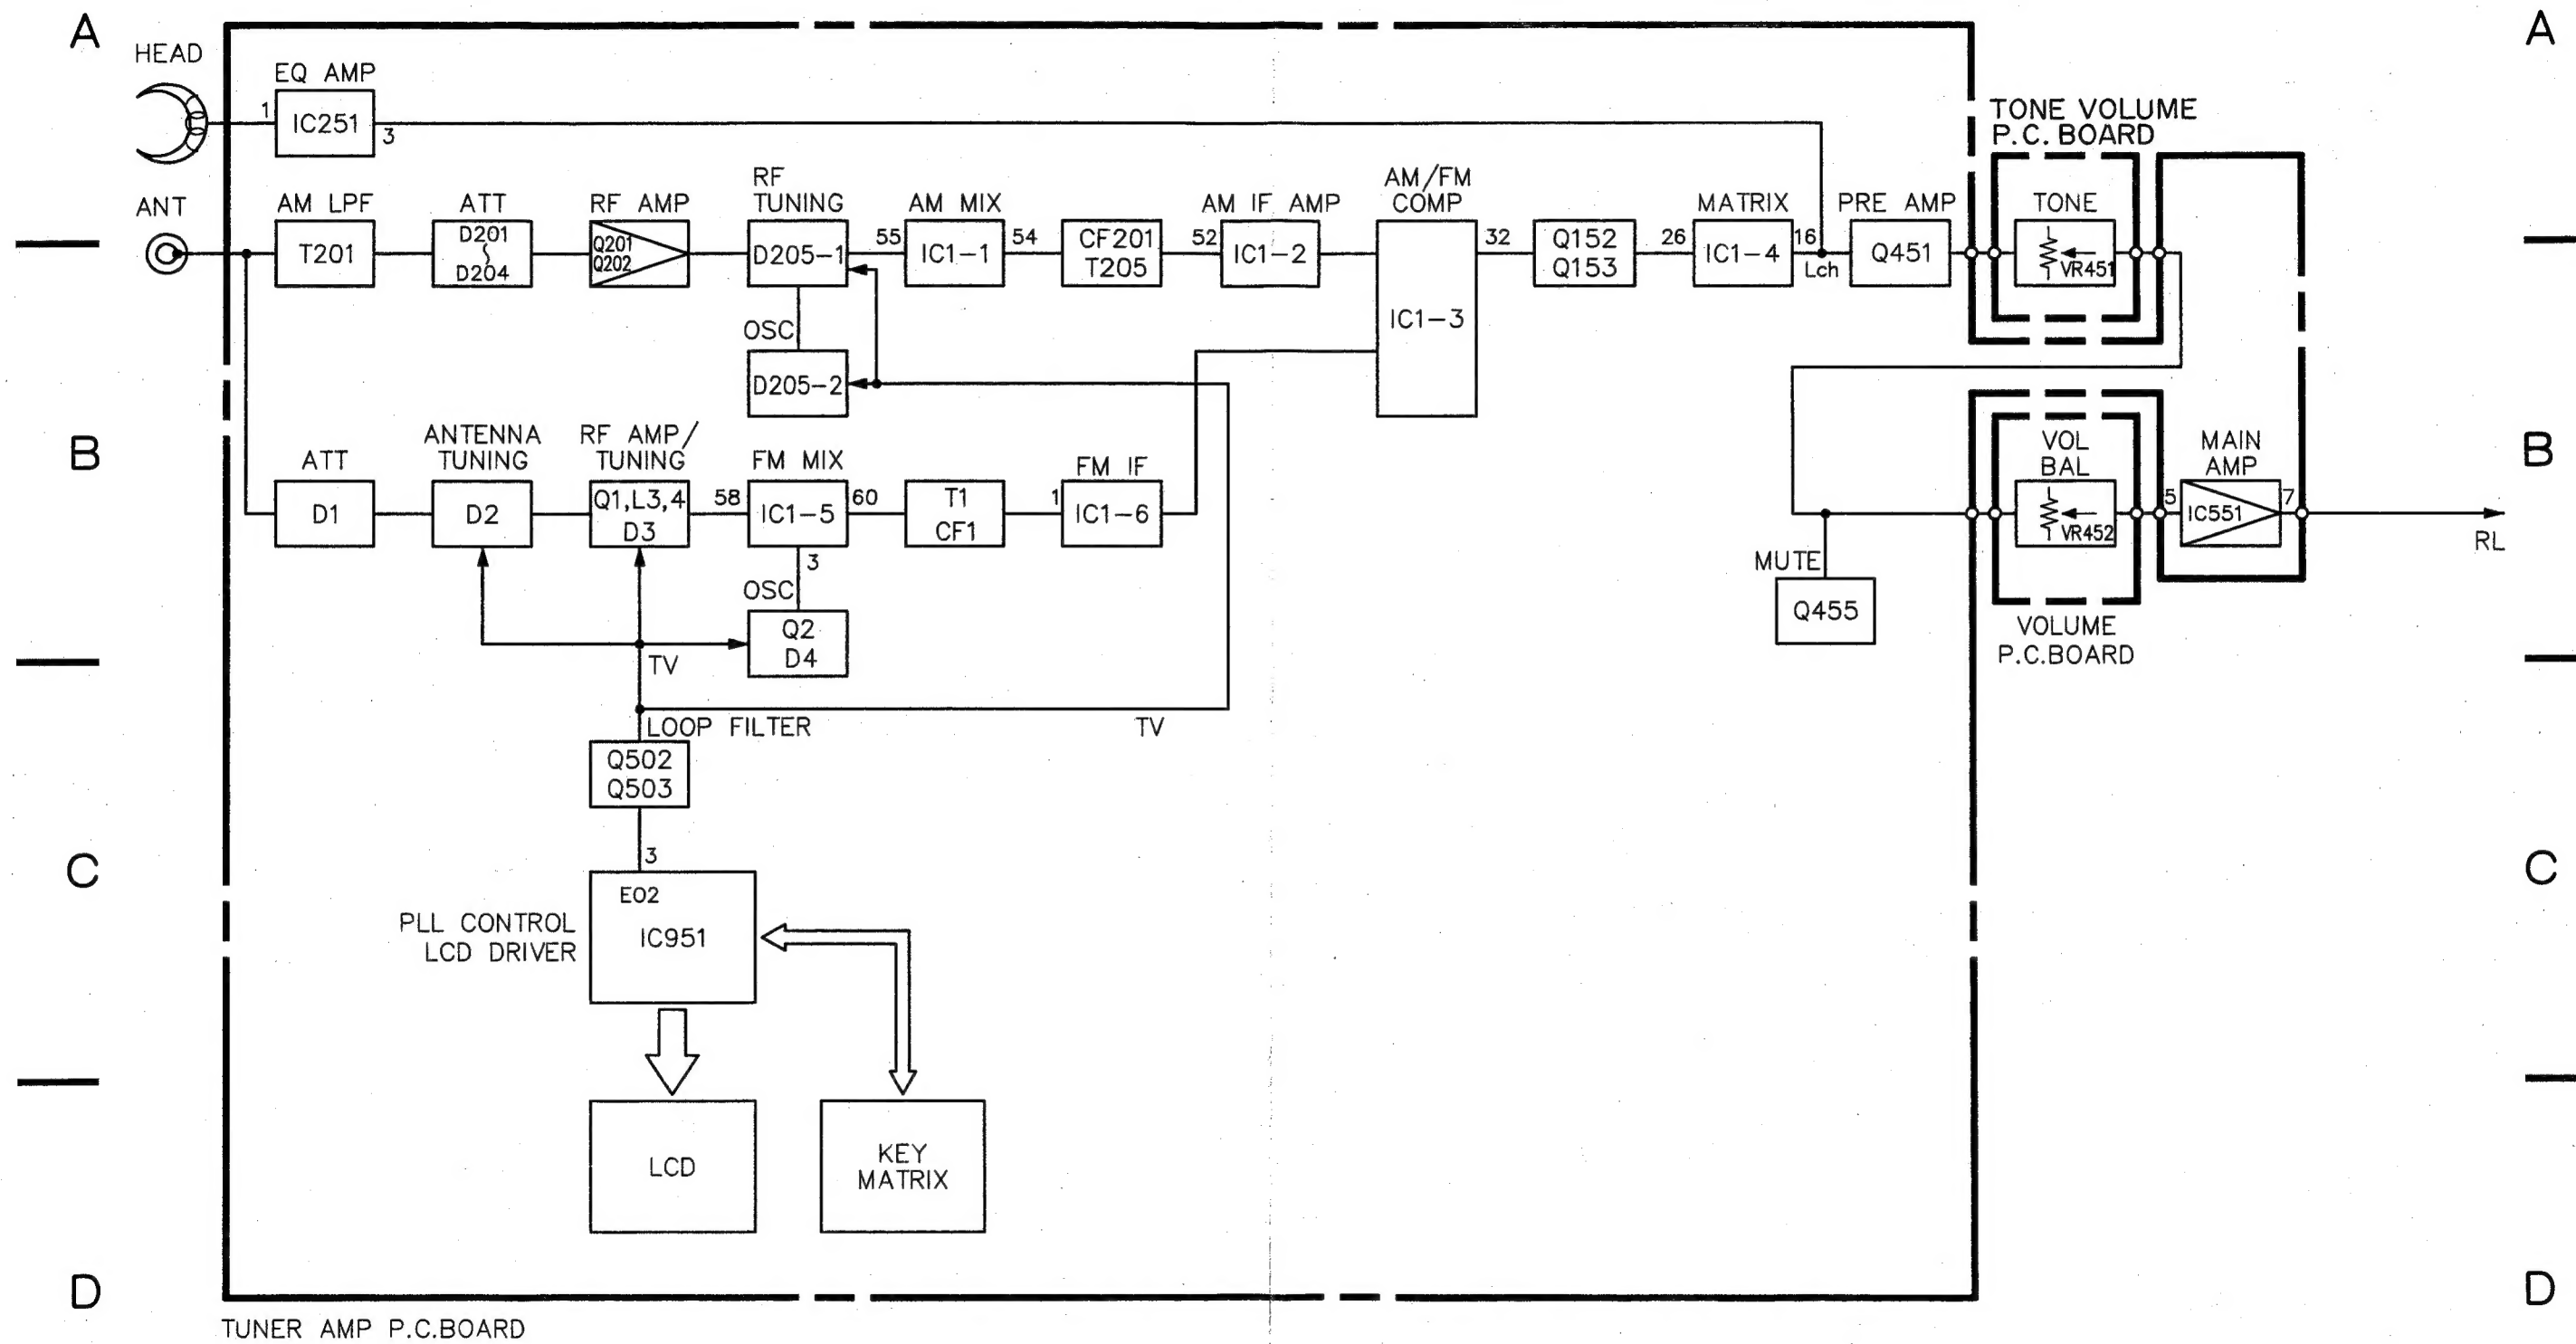 A
A
HEAD
EQ AMP
1
IC251
3
TONE VOLUME
P.C.BOARD
ANT
AM LPF
T201
ATT
D201
D204
RF AMP
Q201
Q202
RF
TUNING
D205-1
55
AM MIX
IC1-1
54
CF201
T205
52
AM IF AMP
IC1-2
AM/FM
COMP
IC1-3
32
Q152
Q153
26
MATRIX
IC1-4
16
Lch
PRE AMP
Q451
TONE
VR451
OSC
D205-2
B
B
ATT
D1
ANTENNA
TUNING
D2
RF AMP/
TUNING
Q1,L3,4
D3
58
FM MIX
IC1-5
60
T1
CF1
1
FM IF
IC1-6
3
OSC
Q2
D4
TV
MUTE
Q455
VOL
BAL
VR452
VOLUME
P.C.BOARD
MAIN
AMP
5
IC551
7
RL
LOOP FILTER
TV
Q502
Q503
3
C
C
EO2
IC951
PLL CONTROL
LCD DRIVER
LCD
KEY
MATRIX
D
D
TUNER AMP P.C.BOARD